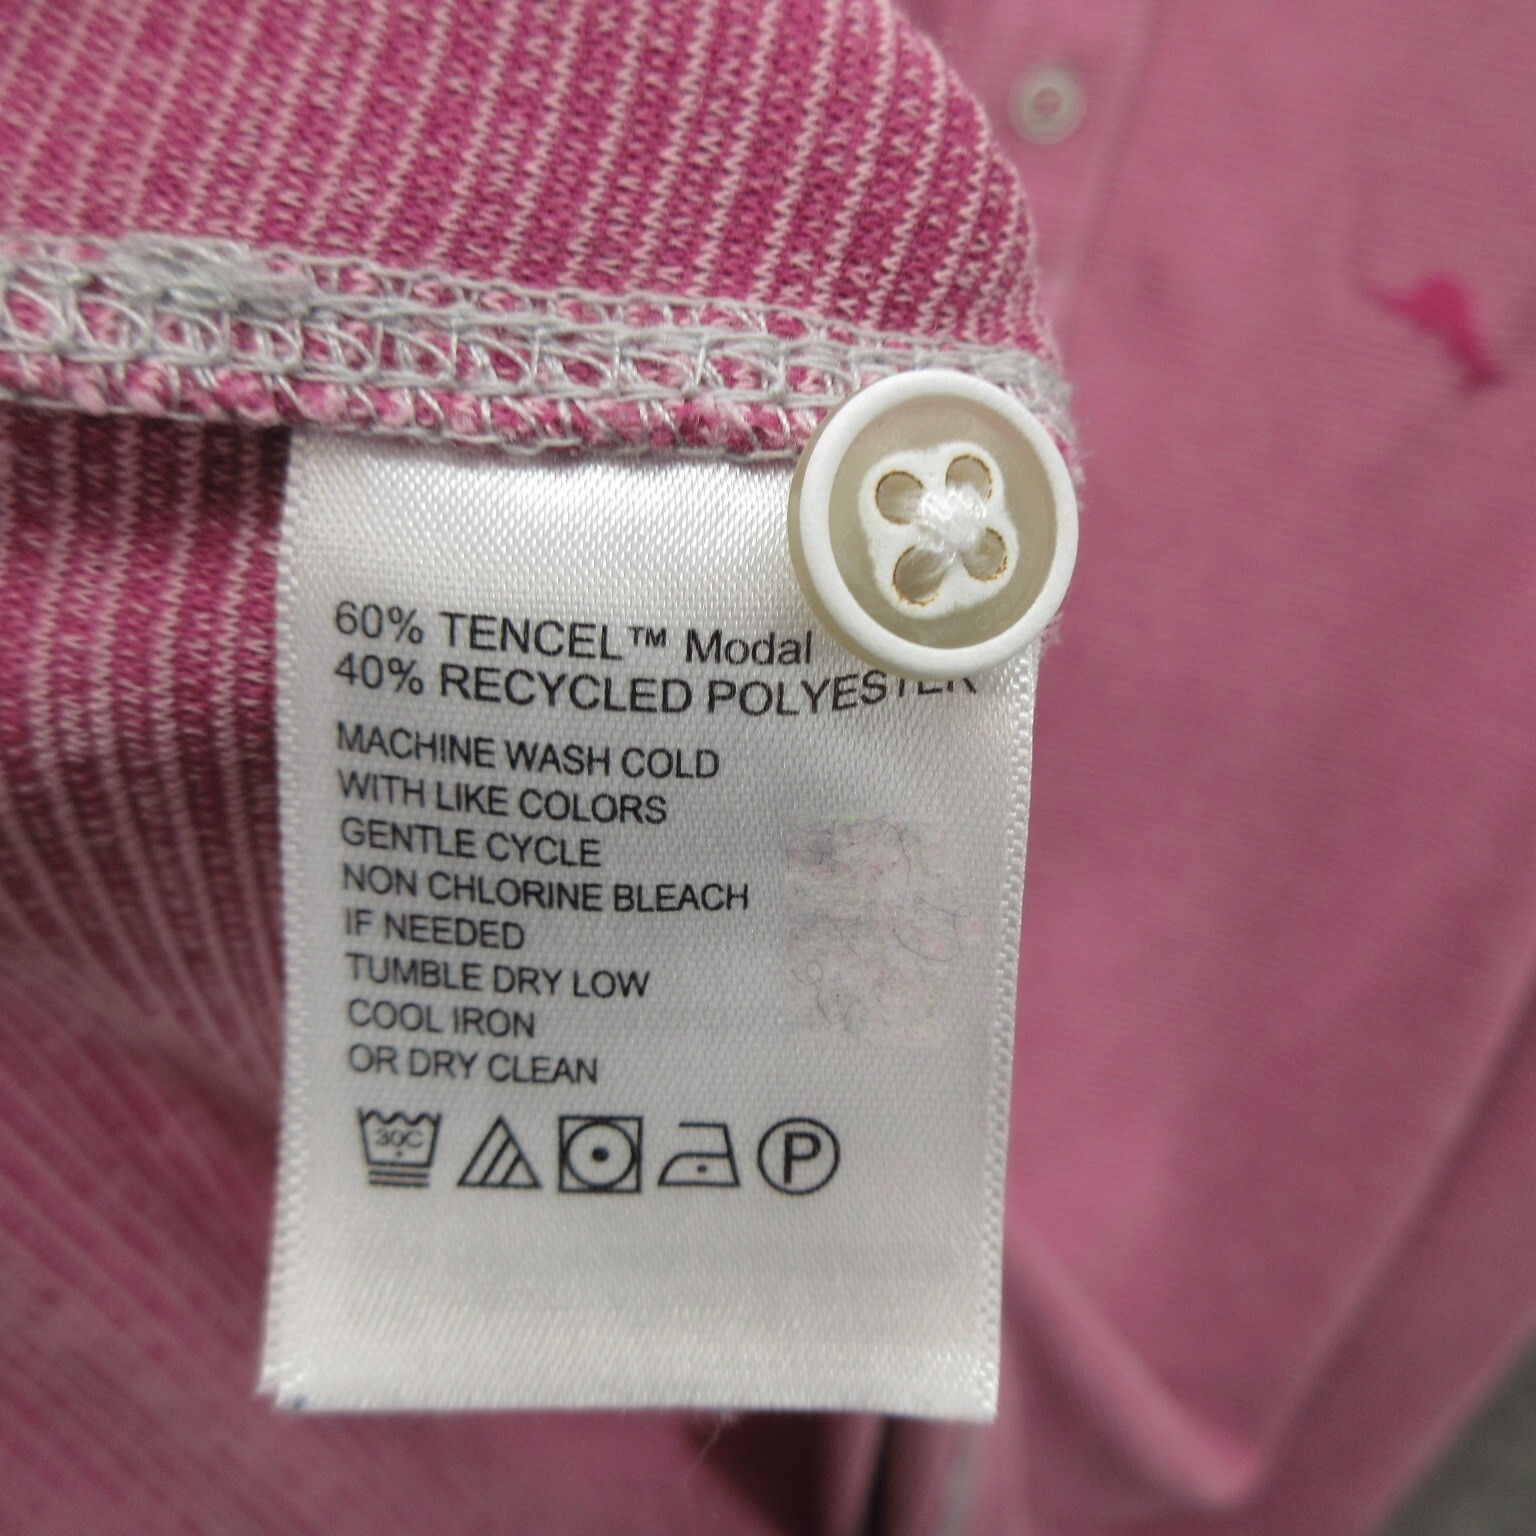 60% TENCEL™ Modal
40% RECYCLED POLYESTER
MACHINE WASH COLD
WITH LIKE COLORS
GENTLE CYCLE
NON CHLORINE BLEACH
IF NEEDED
TUMBLE DRY LOW
COOL IRON
OR DRY CLEAN
30C P